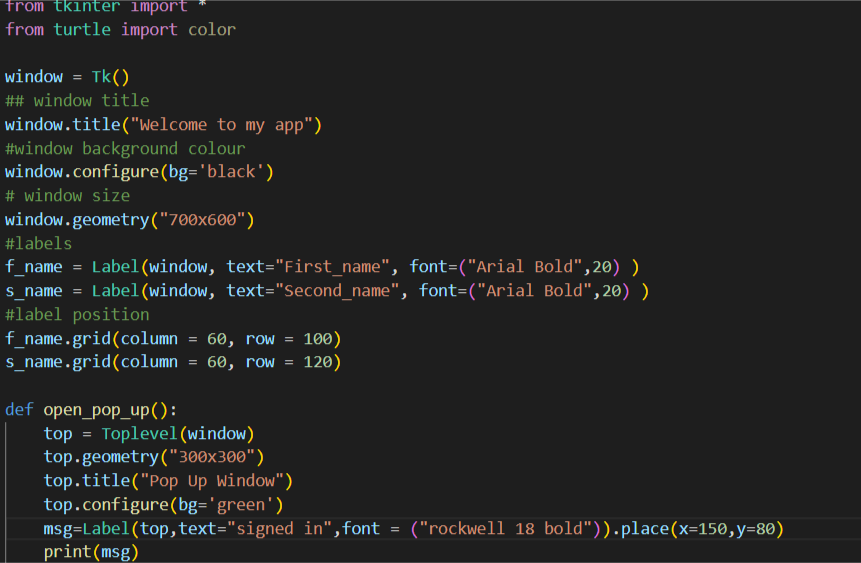 from tkinter import *
from turtle import color
window = Tk()
## window title
window.title("Welcome to my app")
#window background colour
window.configure(bg='black')
# window size
window.geometry("700x600")
#labels
f_name = Label(window, text="First_name", font=("Arial Bold",20) )
s_name = Label(window, text="Second_name", font=("Arial Bold",20) )
#label position
f_name.grid(column = 60, row = 100)
s_name.grid(column = 60, row = 120)
def open_pop_up():
    top = Toplevel(window)
    top.geometry("300x300")
    top.title("Pop Up Window")
    top.configure(bg='green')
    msg=Label(top,text="signed in",font = ("rockwell 18 bold")).place(x=150,y=80)
    print(msg)